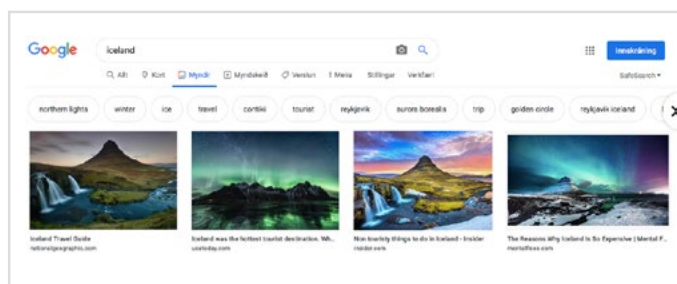 Google iceland Innskráning
Allt Kort Myndir Myndskeið Verslun Meira Stillingar Verkfæri SafeSearch
northern lights winter ice travel contiki tourist reykjavik aurora borealis trip golden circle reykjavik iceland
Iceland Travel Guide
nationalgeographic.com
Iceland was the hottest tourist destination. Wh...
usatoday.com
Non touristy things to do in Iceland - Insider
insider.com
The Reasons Why Iceland Is So Expensive | Mental F...
mentalfloss.com